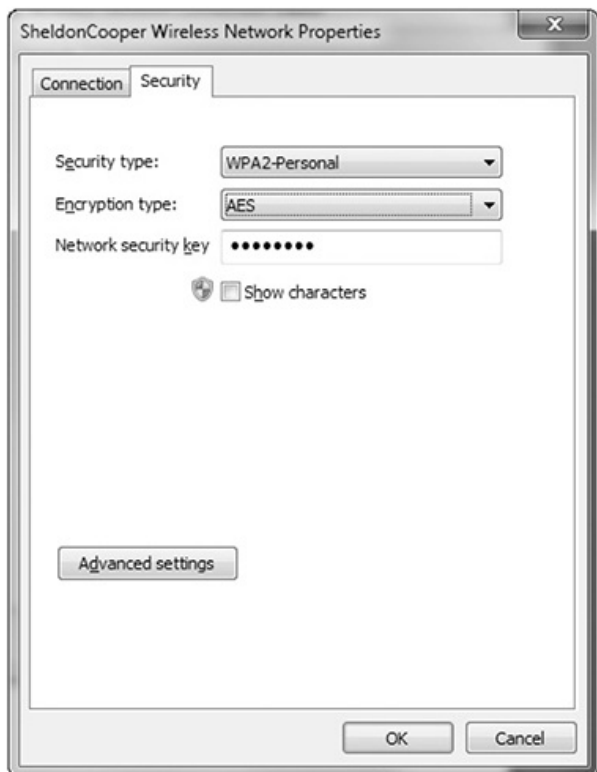 SheldonCooper Wireless Network Properties
Connection Security
Security type: WPA2-Personal
Encryption type: AES
Network security key ••••••••
Show characters
Advanced settings
OK Cancel